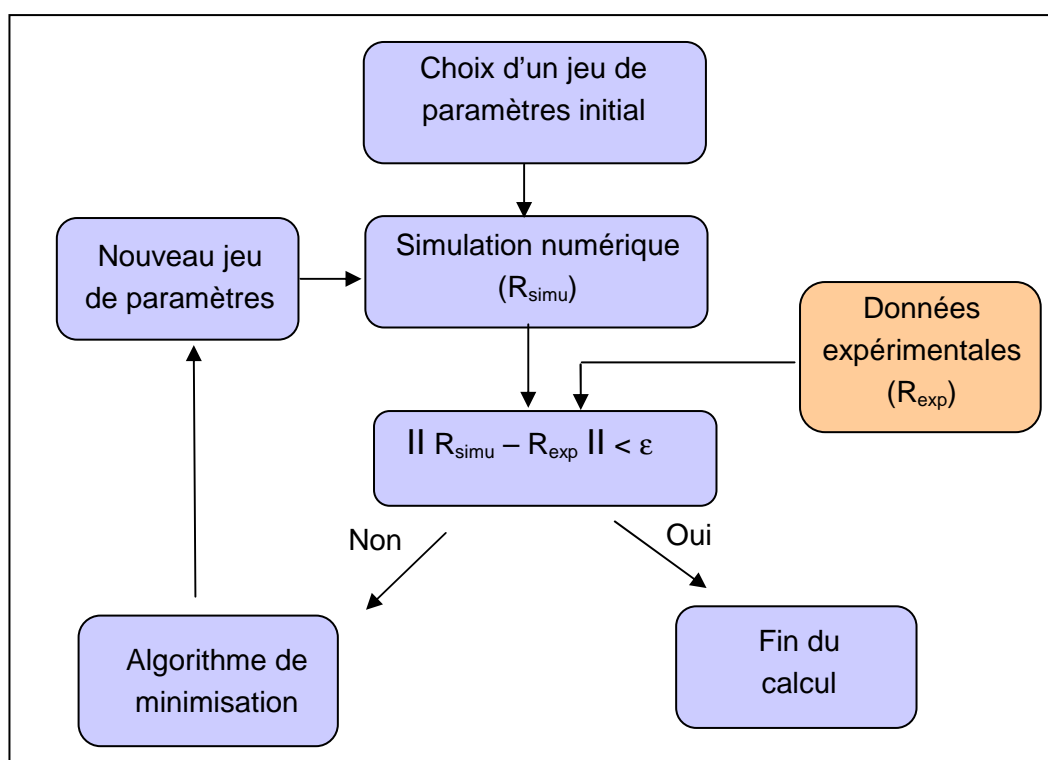 Choix d’un jeu de
paramètres initial
Nouveau jeu
de paramètres
Simulation numérique
(Rsimu)
Données
expérimentales
(Rexp)
II Rsimu – Rexp II < ε
Non
Oui
Algorithme de
minimisation
Fin du
calcul